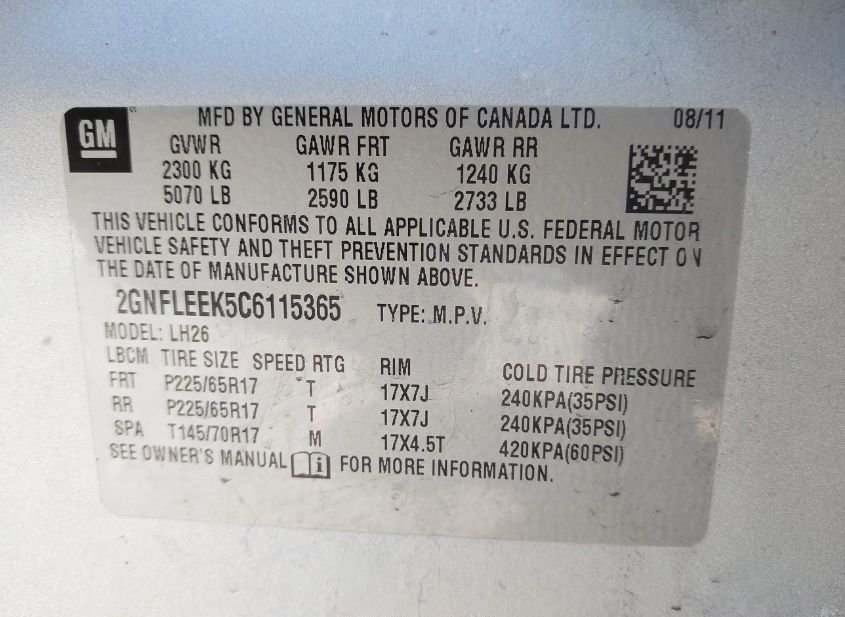 GM MFD BY GENERAL MOTORS OF CANADA LTD. 08/11
GVWR GAWR FRT GAWR RR
2300 KG 1175 KG 1240 KG
5070 LB 2590 LB 2733 LB
THIS VEHICLE CONFORMS TO ALL APPLICABLE U.S. FEDERAL MOTOR
VEHICLE SAFETY AND THEFT PREVENTION STANDARDS IN EFFECT ON
THE DATE OF MANUFACTURE SHOWN ABOVE.
2GNFLEEK5C6115365 TYPE: M.P.V.
MODEL: LH26
LBCM TIRE SIZE SPEED RTG RIM COLD TIRE PRESSURE
FRT P225/65R17 T 17X7J 240KPA(35PSI)
RR P225/65R17 T 17X7J 240KPA(35PSI)
SPA T145/70R17 M 17X4.5T 420KPA(60PSI)
SEE OWNER'S MANUAL FOR MORE INFORMATION.